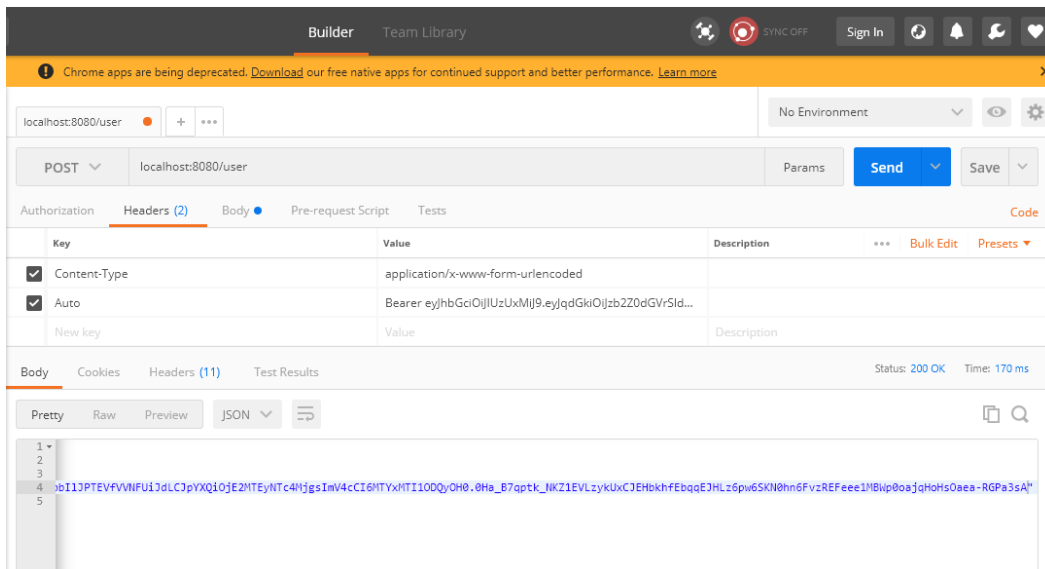 Builder Team Library SYNC OFF Sign In
Chrome apps are being deprecated. Download our free native apps for continued support and better performance. Learn more
localhost:8080/user + ••• No Environment
POST localhost:8080/user Params Send Save
Authorization Headers (2) Body Pre-request Script Tests Code
Key Value Description ••• Bulk Edit Presets
Content-Type application/x-www-form-urlencoded
Auto Bearer eyJhbGciOiJIUzUxMiJ9.eyJqdGkiOiJzb2Z0dGVrSld...
New key Value Description
Body Cookies Headers (11) Test Results Status: 200 OK Time: 170 ms
Pretty Raw Preview JSON
1
2
3
4
5